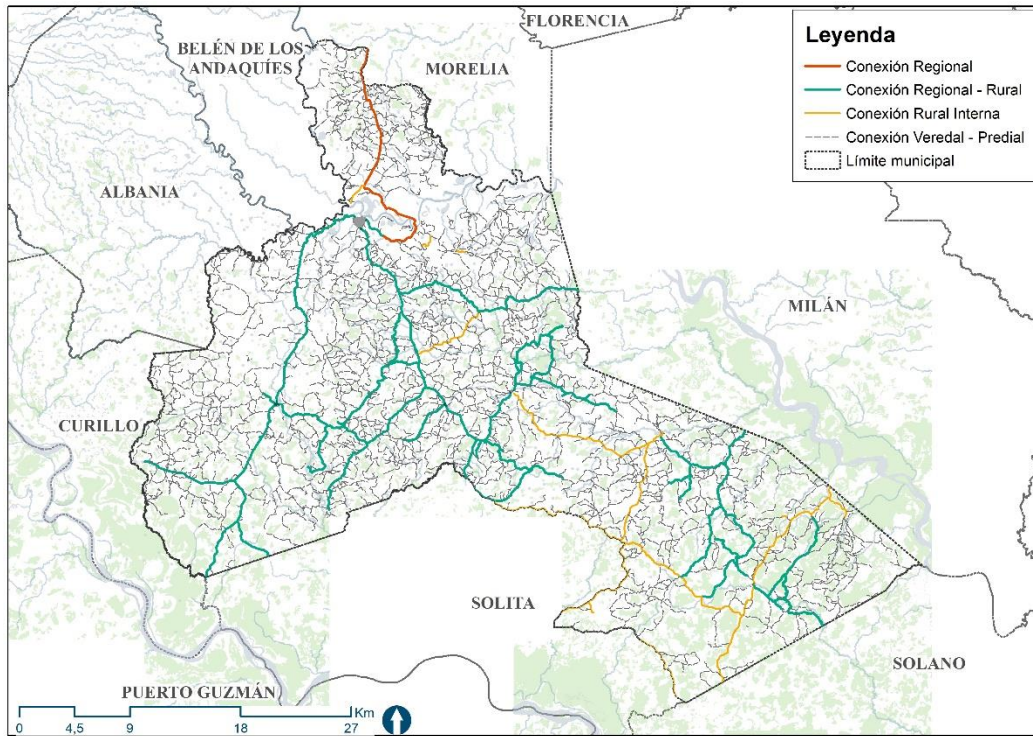 FLORENCIA
BELÉN DE LOS
ANDAQUÍES
MORELIA
Leyenda
Conexión Regional
Conexión Regional - Rural
Conexión Rural Interna
Conexión Veredal - Predial
Límite municipal
ALBANIA
MILÁN
CURILLO
SOLITA
SOLANO
PUERTO GUZMÁN
Km
0 4,5 9 18 27